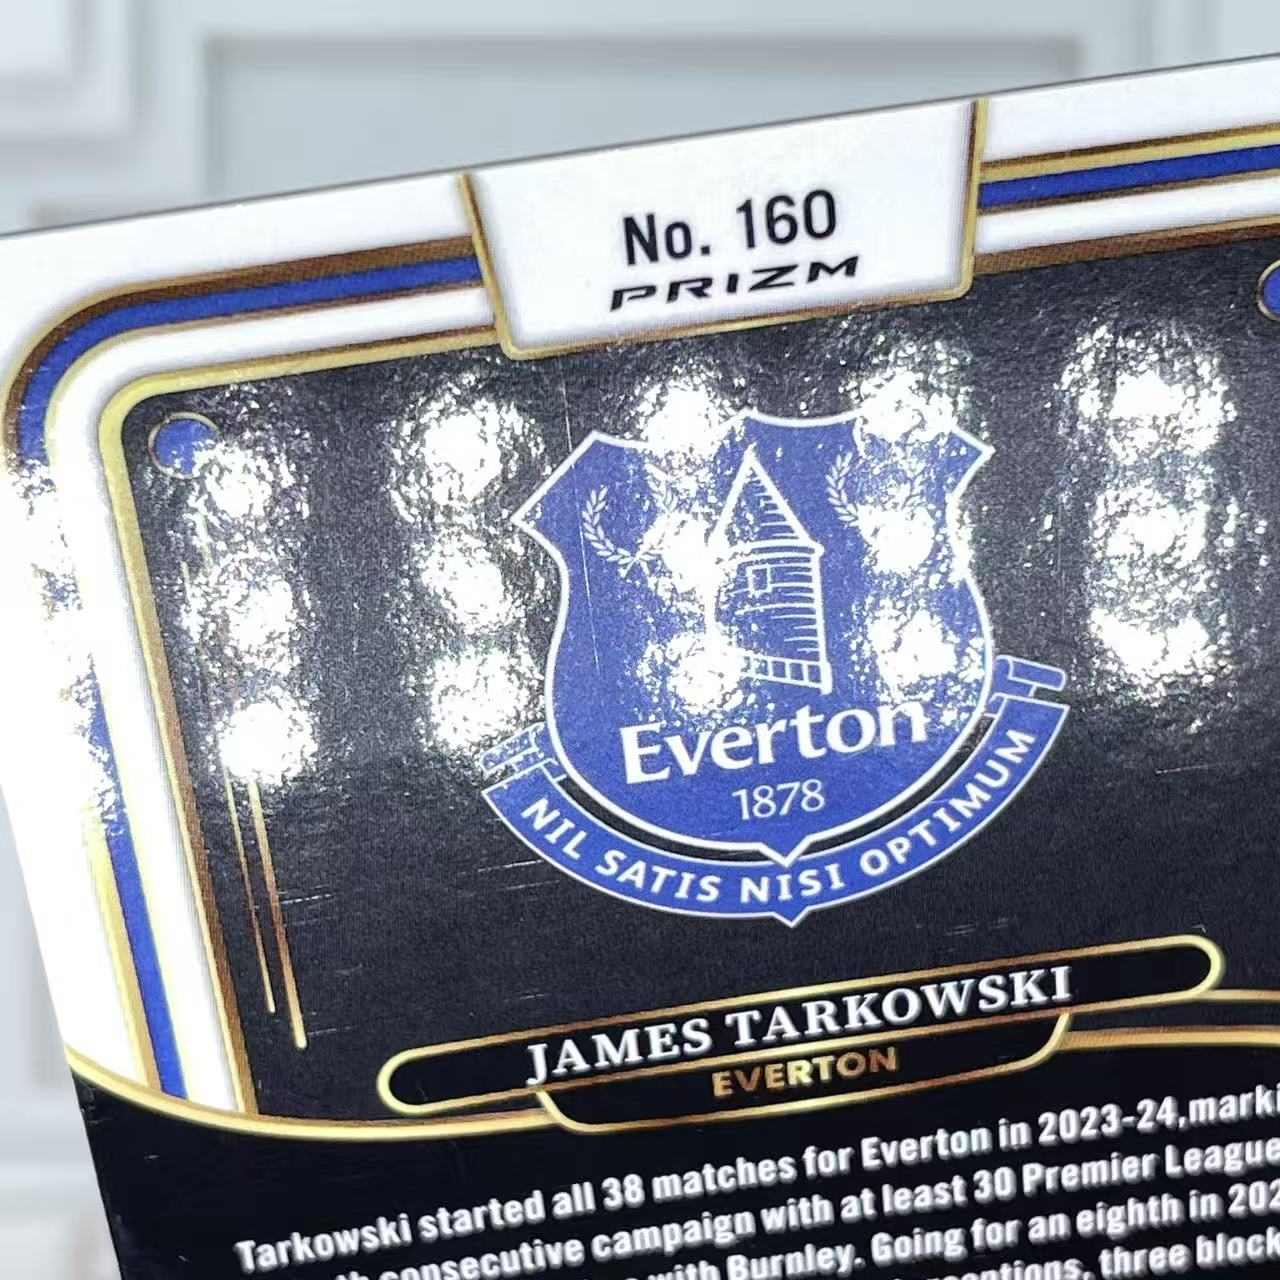 No. 160
PRIZM
Everton
1878
NIL SATIS NISI OPTIMUM
JAMES TARKOWSKI
EVERTON
Tarkowski started all 38 matches for Everton in 2023-24, marki
consecutive campaign with at least 30 Premier League
with Burnley. Going for an eighth in 202
three block